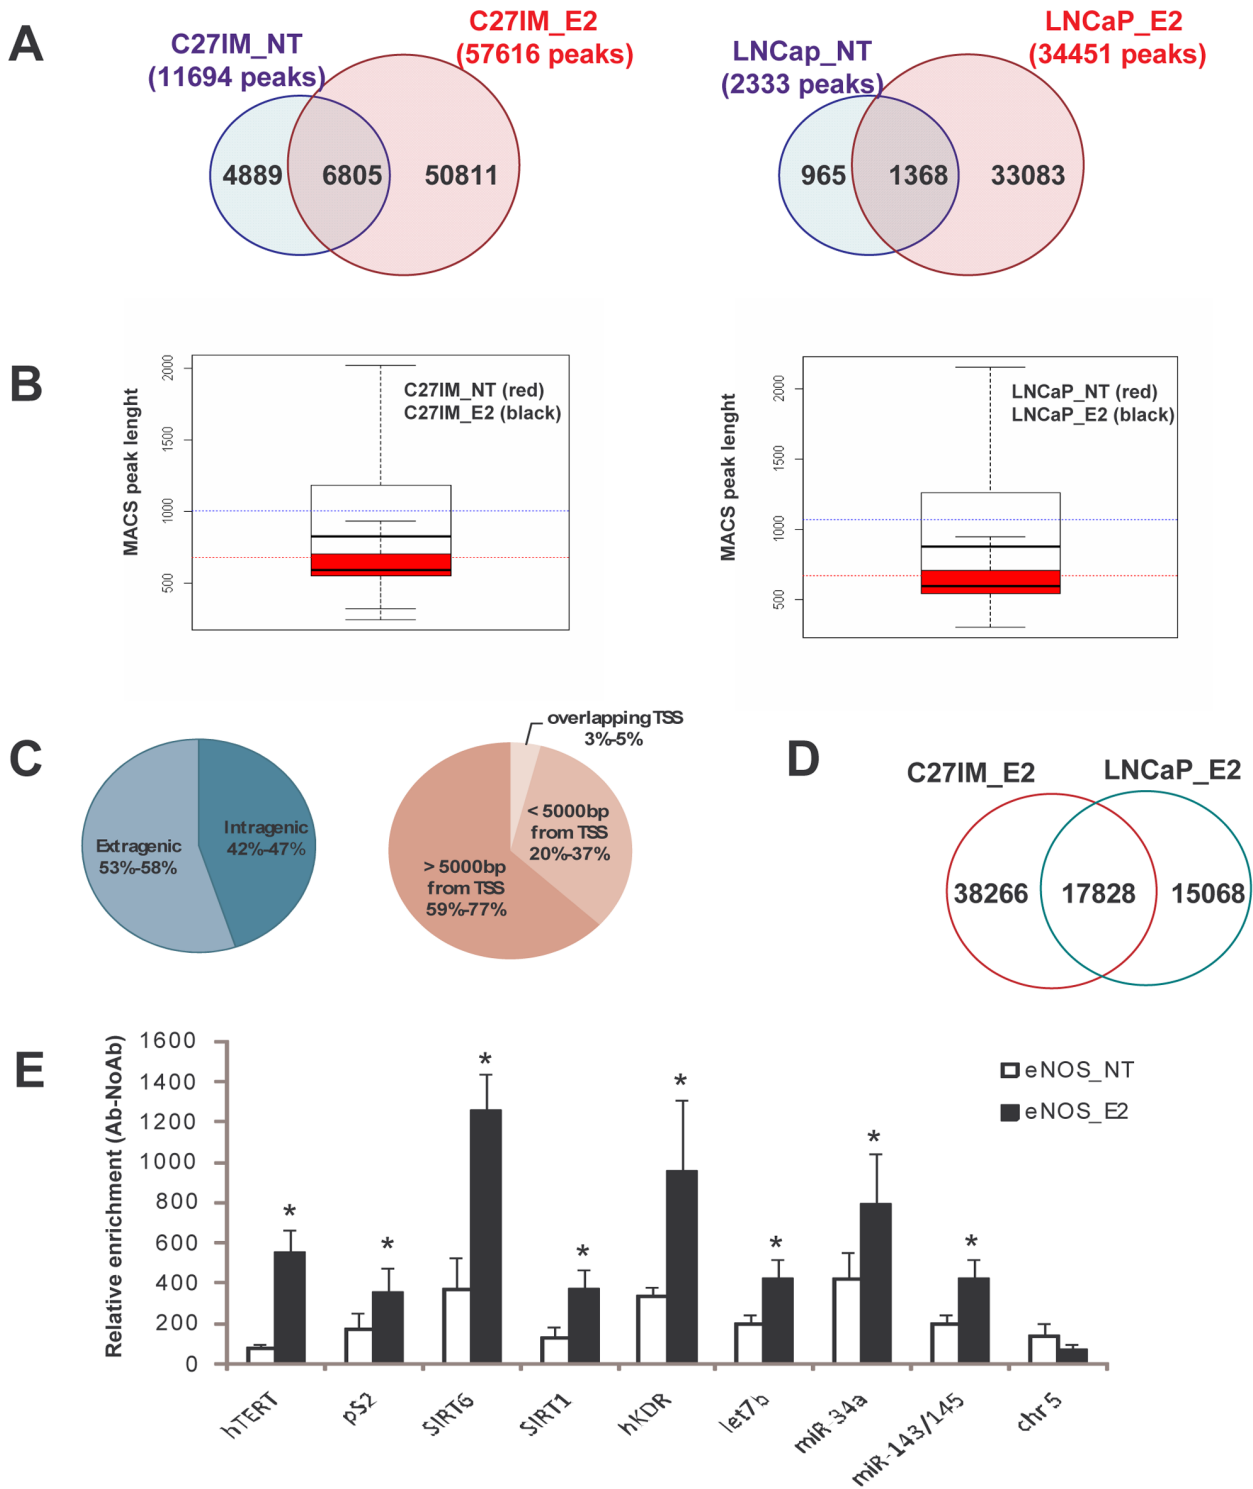 A
C27IM_NT
(11694 peaks)
C27IM_E2
(57616 peaks)
4889
6805
50811
LNCap_NT
(2333 peaks)
LNCaP_E2
(34451 peaks)
965
1368
33083
B
MACS peak lenght
2000
1500
1000
500
C27IM_NT (red)
C27IM_E2 (black)
MACS peak lenght
2000
1500
1000
500
LNCaP_NT (red)
LNCaP_E2 (black)
C
Extragenic
53%-58%
Intragenic
42%-47%
overlapping TSS
3%-5%
< 5000bp
from TSS
20%-37%
> 5000bp
from TSS
59%-77%
D
C27IM_E2
LNCaP_E2
38266
17828
15068
E
Relative enrichment (Ab-NoAb)
1600
1400
1200
1000
800
600
400
200
0
* * * * * * * *
eNOS_NT
eNOS_E2
hTERT
pS2
SIRT6
SIRT1
hKDR
let7b
miR-34a
miR-143/145
chr 5